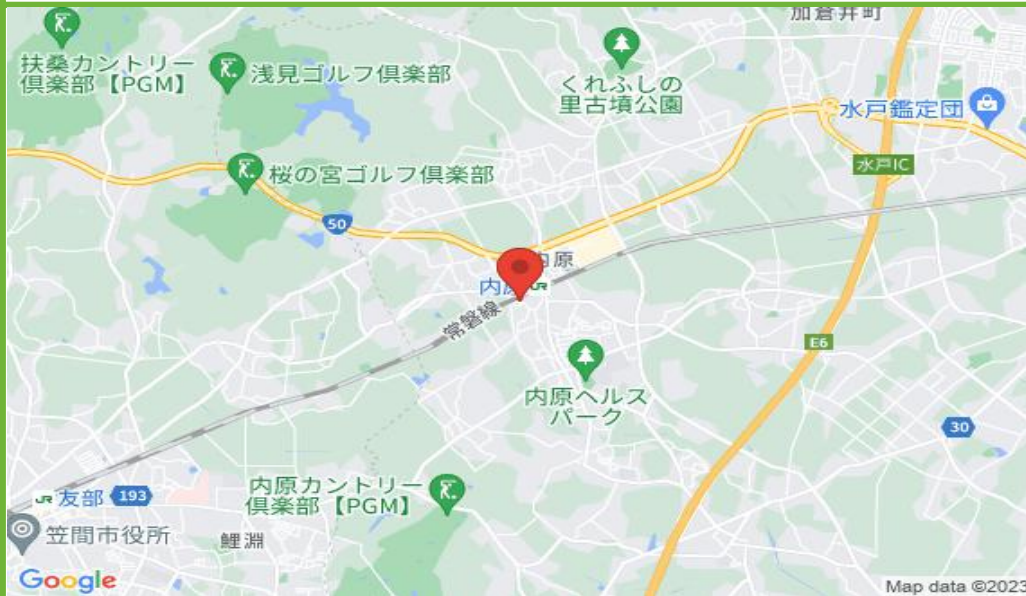 加倉井町
扶桑カントリー
倶楽部【PGM】
浅見ゴルフ倶楽部
くれふしの
里古墳公園
水戸鑑定団
桜の宮ゴルフ倶楽部
水戸IC
50
内原
内原
JR
常磐線
E6
内原ヘルス
パーク
30
内原カントリー
倶楽部【PGM】
JR 友部 193
笠間市役所
鯉淵
Google
Map data ©2023